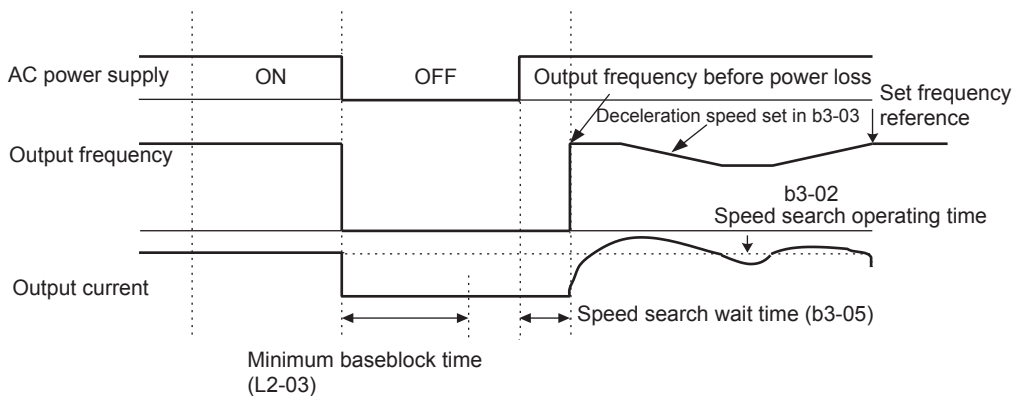 AC power supply
ON
OFF
Output frequency before power loss
Set frequency
reference
Deceleration speed set in b3-03
Output frequency
b3-02
Speed search operating time
Output current
Speed search wait time (b3-05)
Minimum baseblock time
(L2-03)